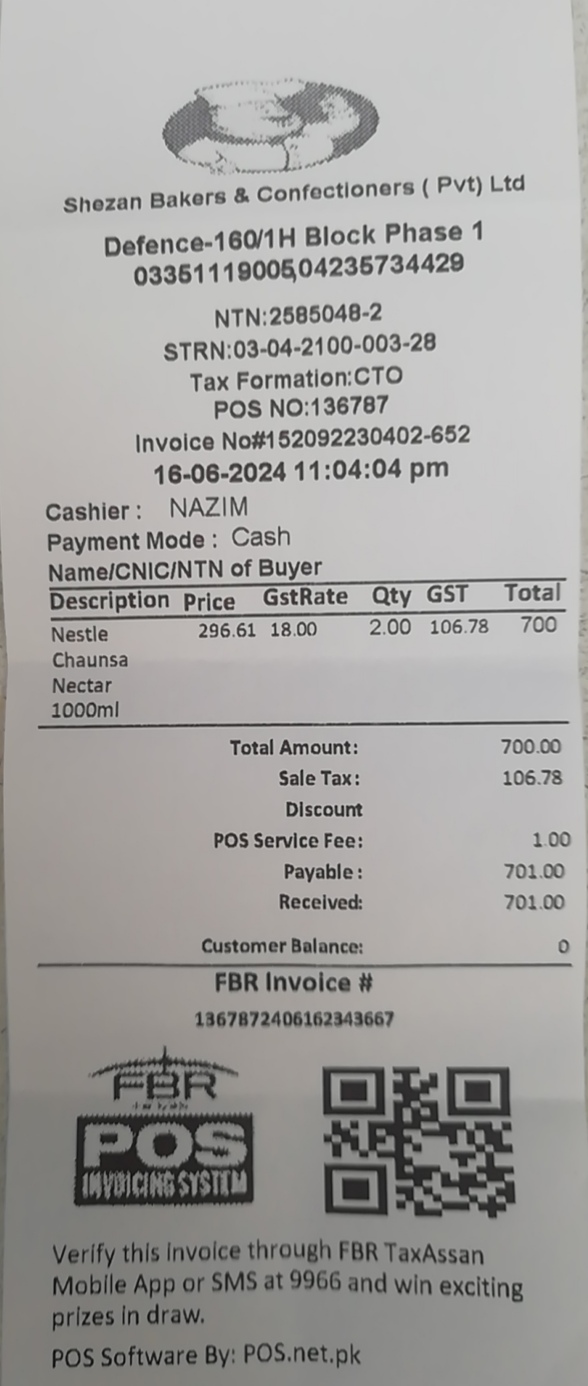 Shezan Bakers & Confectioners ( Pvt) Ltd
Defence-160/1H Block Phase 1
03351119005,04235734429
NTN:2585048-2
STRN:03-04-2100-003-28
Tax Formation:CTO
POS NO:136787
Invoice No#152092230402-652
16-06-2024 11:04:04 pm
Cashier : NAZIM
Payment Mode : Cash
Name/CNIC/NTN of Buyer
Description Price GstRate Qty GST Total
Nestle 296.61 18.00 2.00 106.78 700
Chaunsa
Nectar
1000ml
Total Amount: 700.00
Sale Tax: 106.78
Discount
POS Service Fee: 1.00
Payable : 701.00
Received: 701.00
Customer Balance: 0
FBR Invoice #
1367872406162343667
FBR
POS
INVOICING SYSTEM
Verify this invoice through FBR TaxAssan
Mobile App or SMS at 9966 and win exciting
prizes in draw.
POS Software By: POS.net.pk